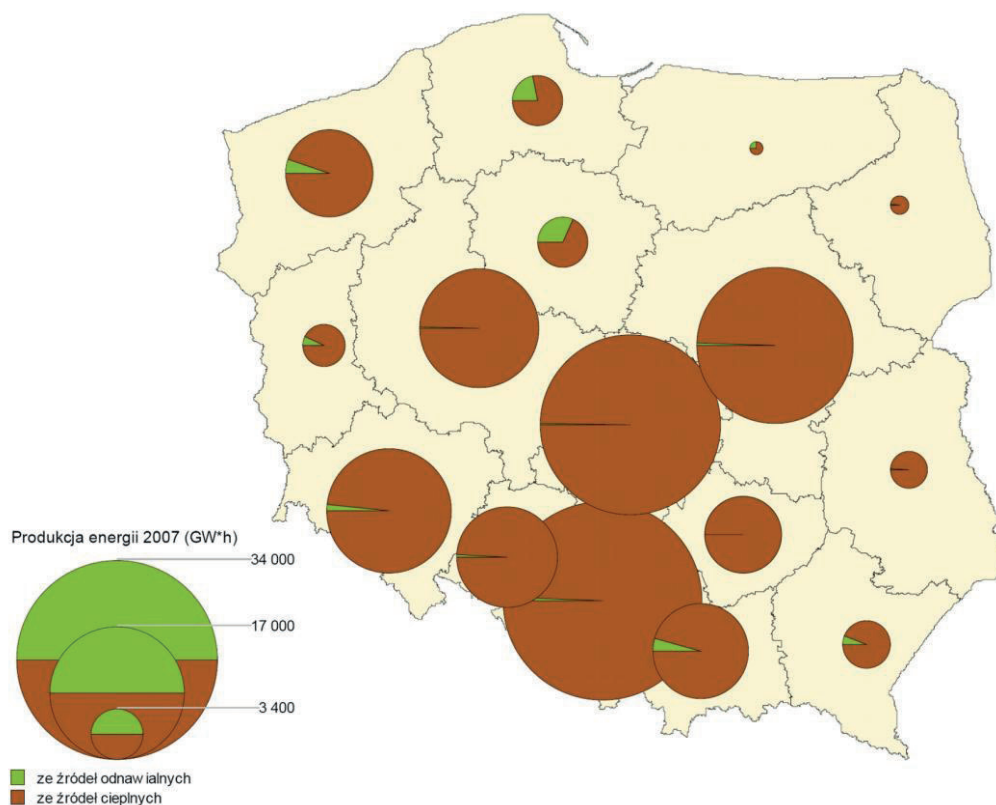 Produkcja energii 2007 (GW*h)
34 000
17 000
3 400
ze źródeł odnaw ialnych
ze źródeł cieplnych